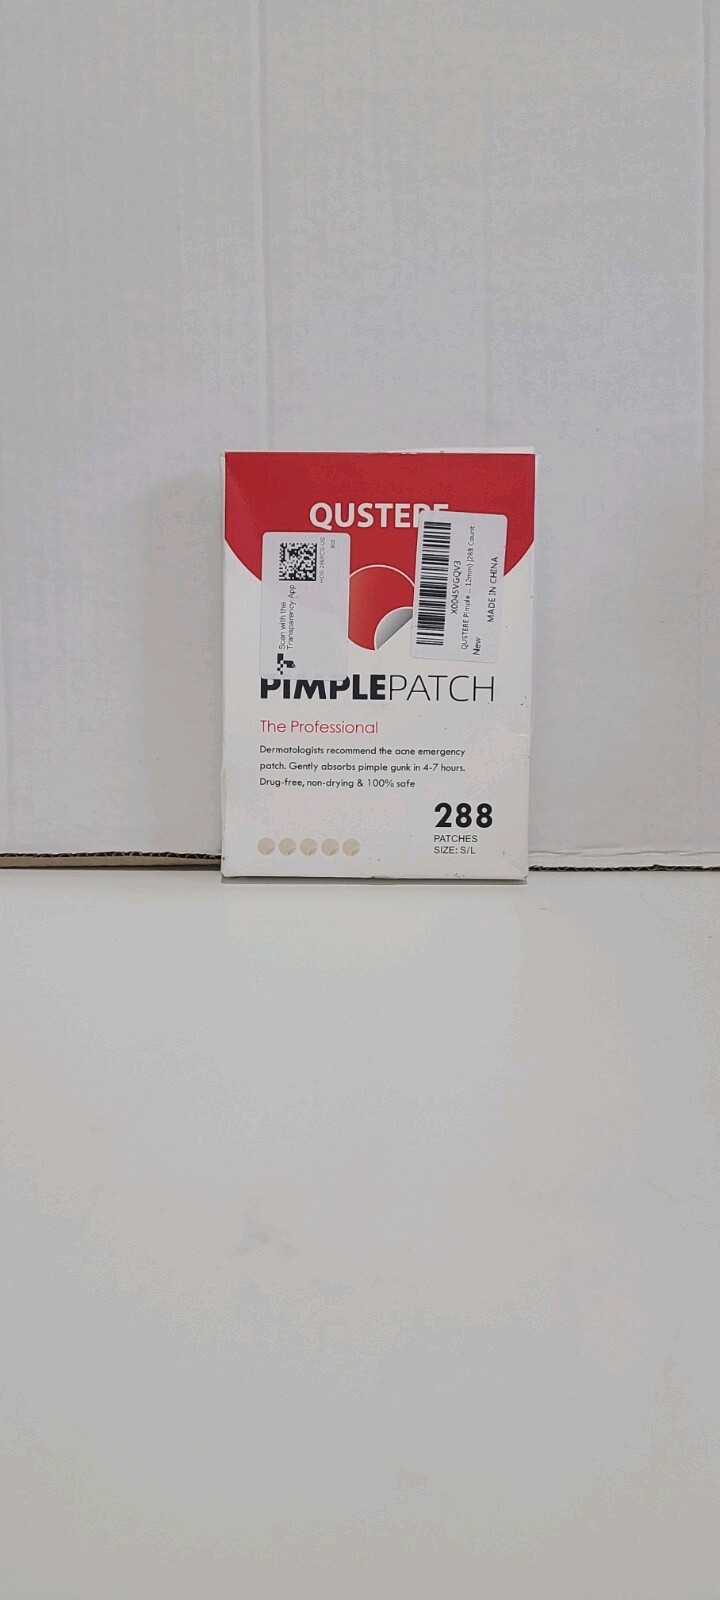 QUSTERE
Scan with the
Transparency App
X0045VGQV3
QUSTERE Pimple ... 12mm) |288 Count
New
MADE IN CHINA
PIMPLEPATCH
The Professional
Dermatologists recommend the acne emergency
patch. Gently absorbs pimple gunk in 4-7 hours.
Drug-free, non-drying & 100% safe
288
PATCHES
SIZE: S/L